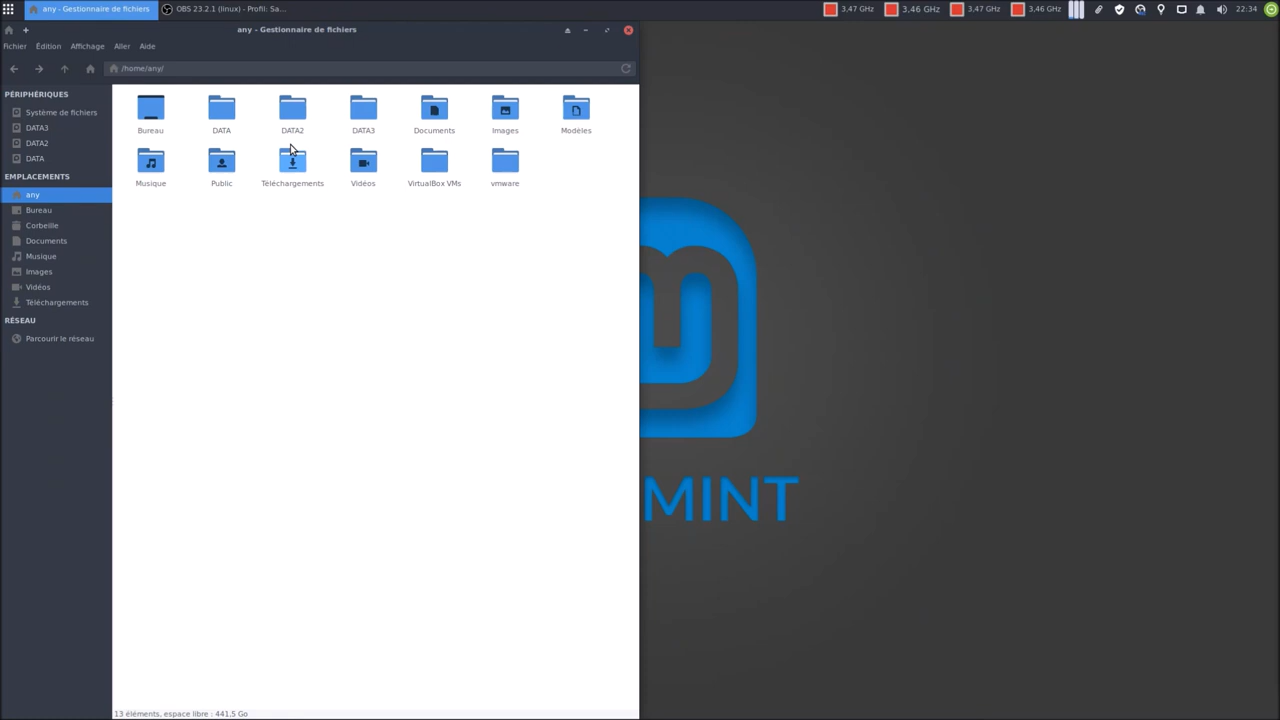 any - Gestionnaire de fichiers
OBS 23.2.1 (linux) - Profil: Sa...
3,47 GHz
3,46 GHz
3,47 GHz
3,46 GHz
22:34
any - Gestionnaire de fichiers
Fichier Édition Affichage Aller Aide
/home/any/
PÉRIPHÉRIQUES
Système de fichiers
DATA3
DATA2
DATA
EMPLACEMENTS
any
Bureau
Corbeille
Documents
Musique
Images
Vidéos
Téléchargements
RÉSEAU
Parcourir le réseau
Bureau DATA DATA2 DATA3 Documents Images Modèles
Musique Public Téléchargements Vidéos VirtualBox VMs vmware
13 éléments, espace libre : 441,5 Go
MINT